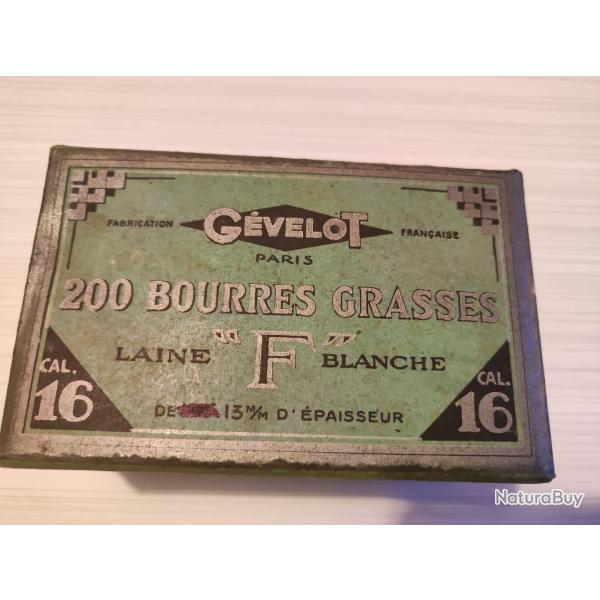 FABRICATION GÉVELOT FRANÇAISE
PARIS
200 BOURRES GRASSES
LAINE "F" BLANCHE
CAL. 16
CAL. 16
DE 13 M/M D'ÉPAISSEUR
NaturaBuy